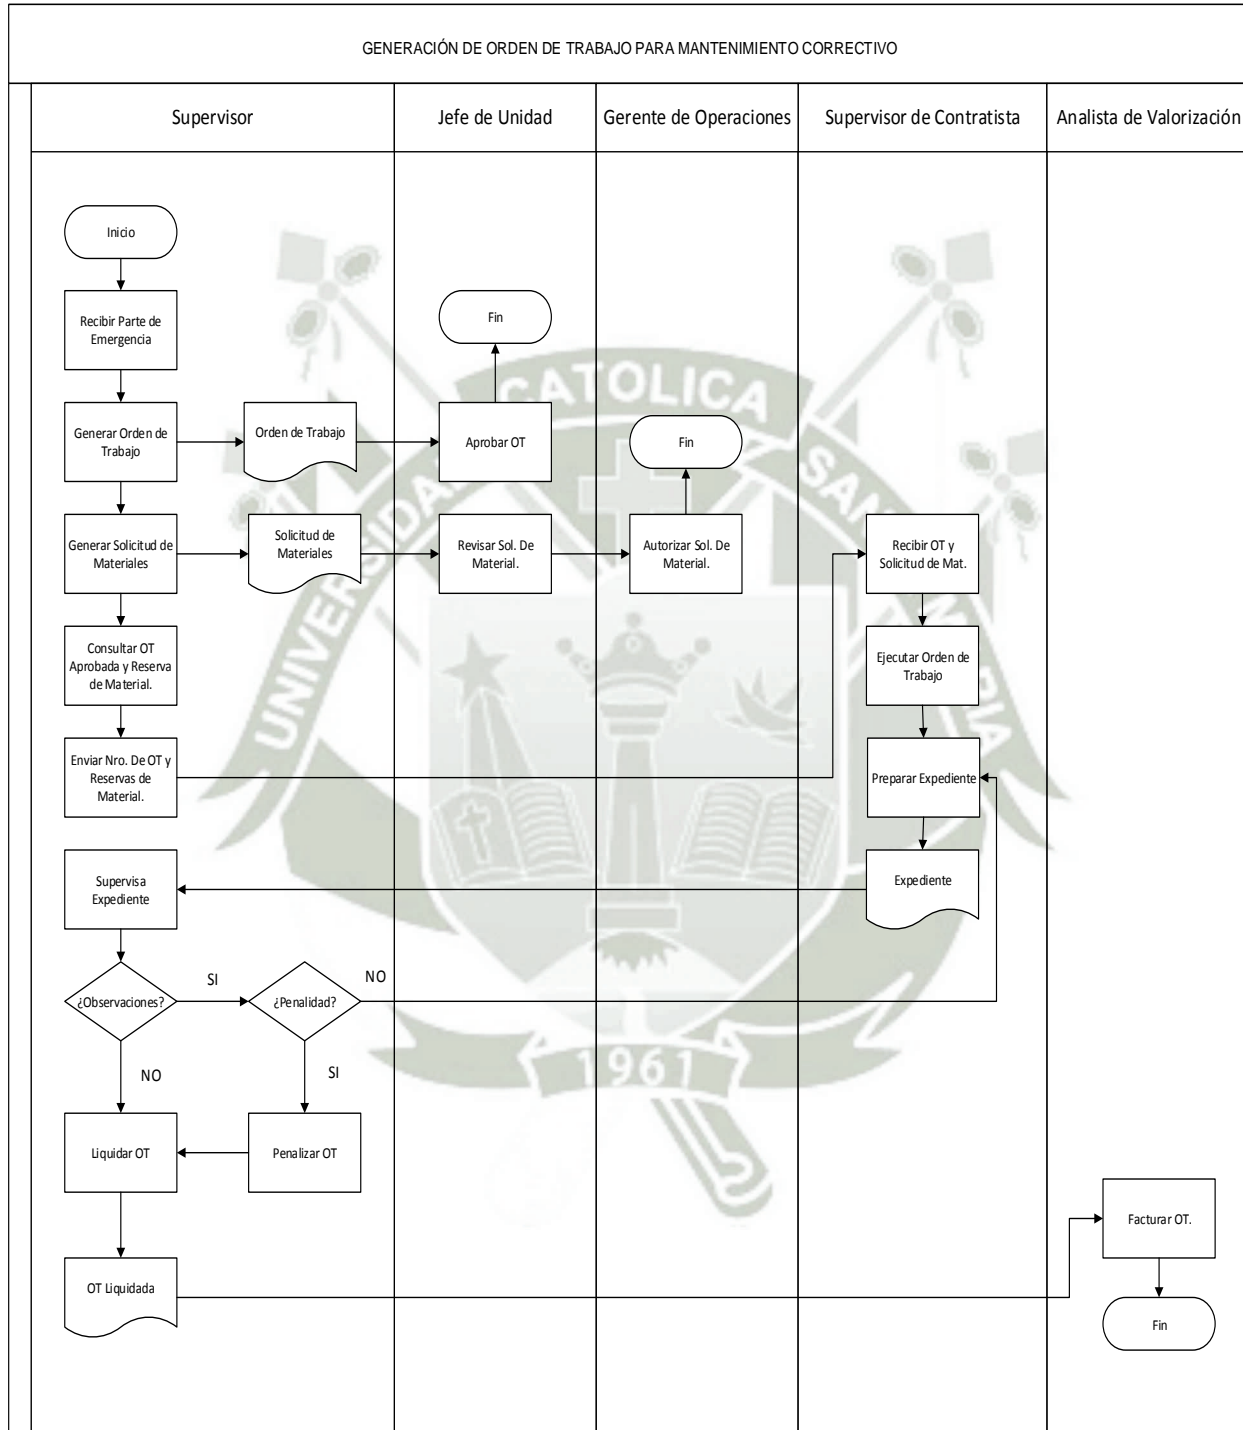 GENERACIÓN DE ORDEN DE TRABAJO PARA MANTENIMIENTO CORRECTIVO
Supervisor
Jefe de Unidad
Gerente de Operaciones
Supervisor de Contratista
Analista de Valorización
Inicio
Recibir Parte de
Emergencia
Fin
Generar Orden de
Trabajo
Orden de Trabajo
Aprobar OT
Fin
Generar Solicitud de
Materiales
Solicitud de
Materiales
Revisar Sol. De
Material.
Autorizar Sol. De
Material.
Recibir OT y
Solicitud de Mat.
Consultar OT
Aprobada y Reserva
de Material.
Ejecutar Orden de
Trabajo
Enviar Nro. De OT y
Reservas de
Material.
Preparar Expediente
Supervisa
Expediente
Expediente
¿Observaciones?
SI
¿Penalidad?
NO
NO
SI
Liquidar OT
Penalizar OT
Facturar OT.
OT Liquidada
Fin
CATOLICA
1961